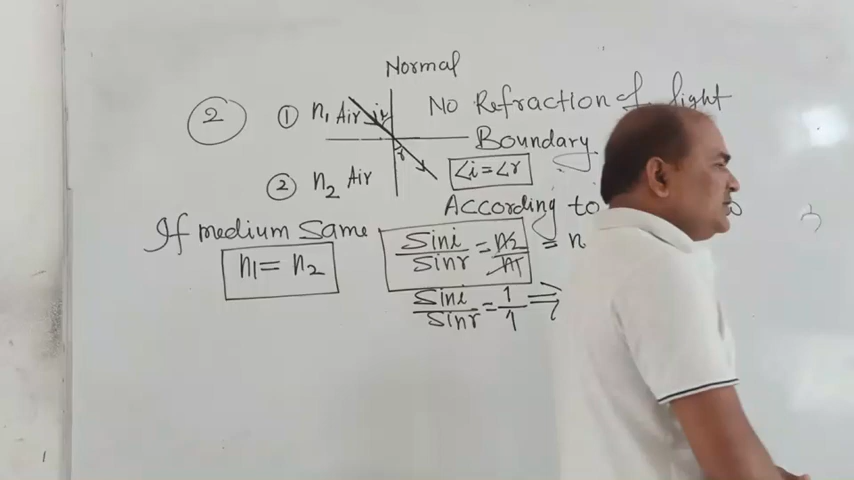 Normal
② ① n₁ Air i No Refraction of light
Boundary
r
② n₂ Air ∠i=∠r
According to
If medium same
Sini/Sinr = n₂/n₁ = n
n₁ = n₂
Sini/Sinr = 1/1 ⇒